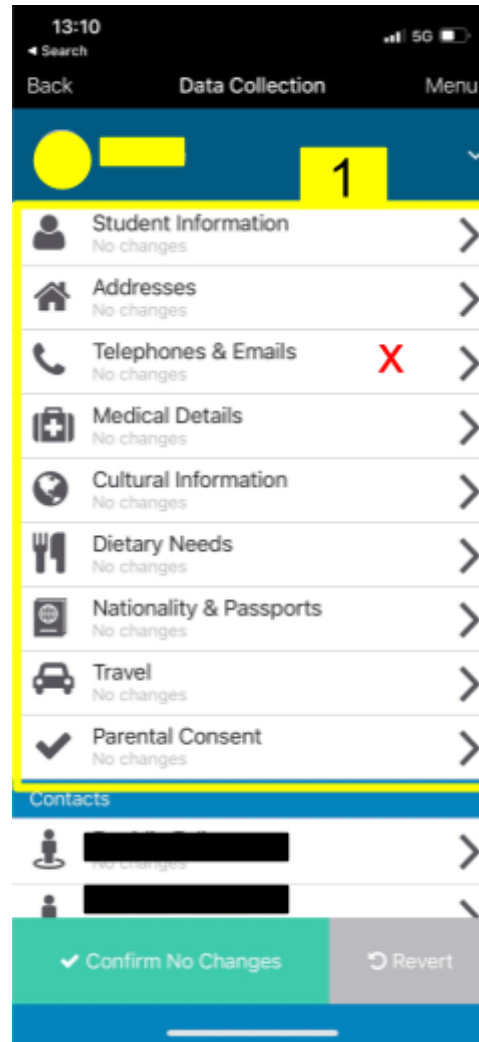 13:10
5G
Search
Back Data Collection Menu
1
Student Information
No changes
Addresses
No changes
Telephones & Emails
No changes
X
Medical Details
No changes
Cultural Information
No changes
Dietary Needs
No changes
Nationality & Passports
No changes
Travel
No changes
Parental Consent
No changes
Contacts
No changes
Confirm No Changes Revert